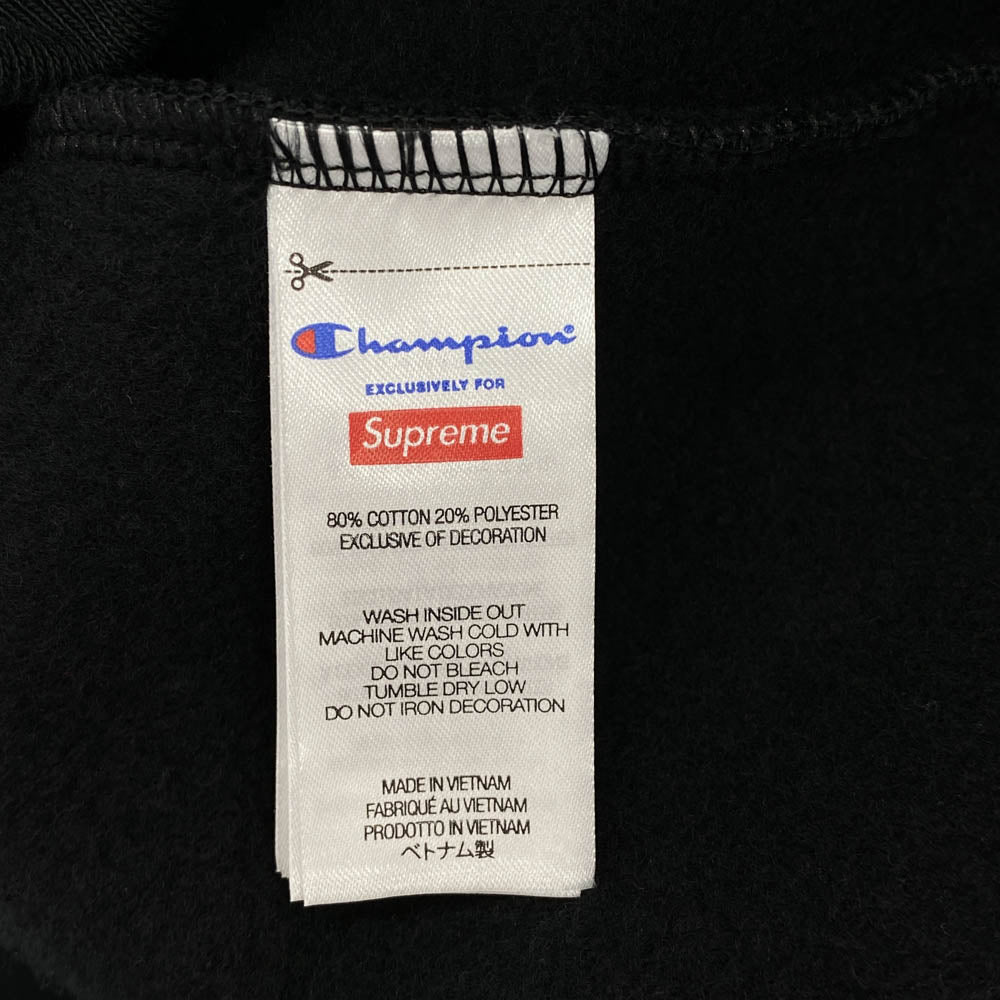 Champion
EXCLUSIVELY FOR
Supreme
80% COTTON 20% POLYESTER
EXCLUSIVE OF DECORATION
WASH INSIDE OUT
MACHINE WASH COLD WITH
LIKE COLORS
DO NOT BLEACH
TUMBLE DRY LOW
DO NOT IRON DECORATION
MADE IN VIETNAM
FABRIQUÉ AU VIETNAM
PRODOTTO IN VIETNAM
ベトナム製